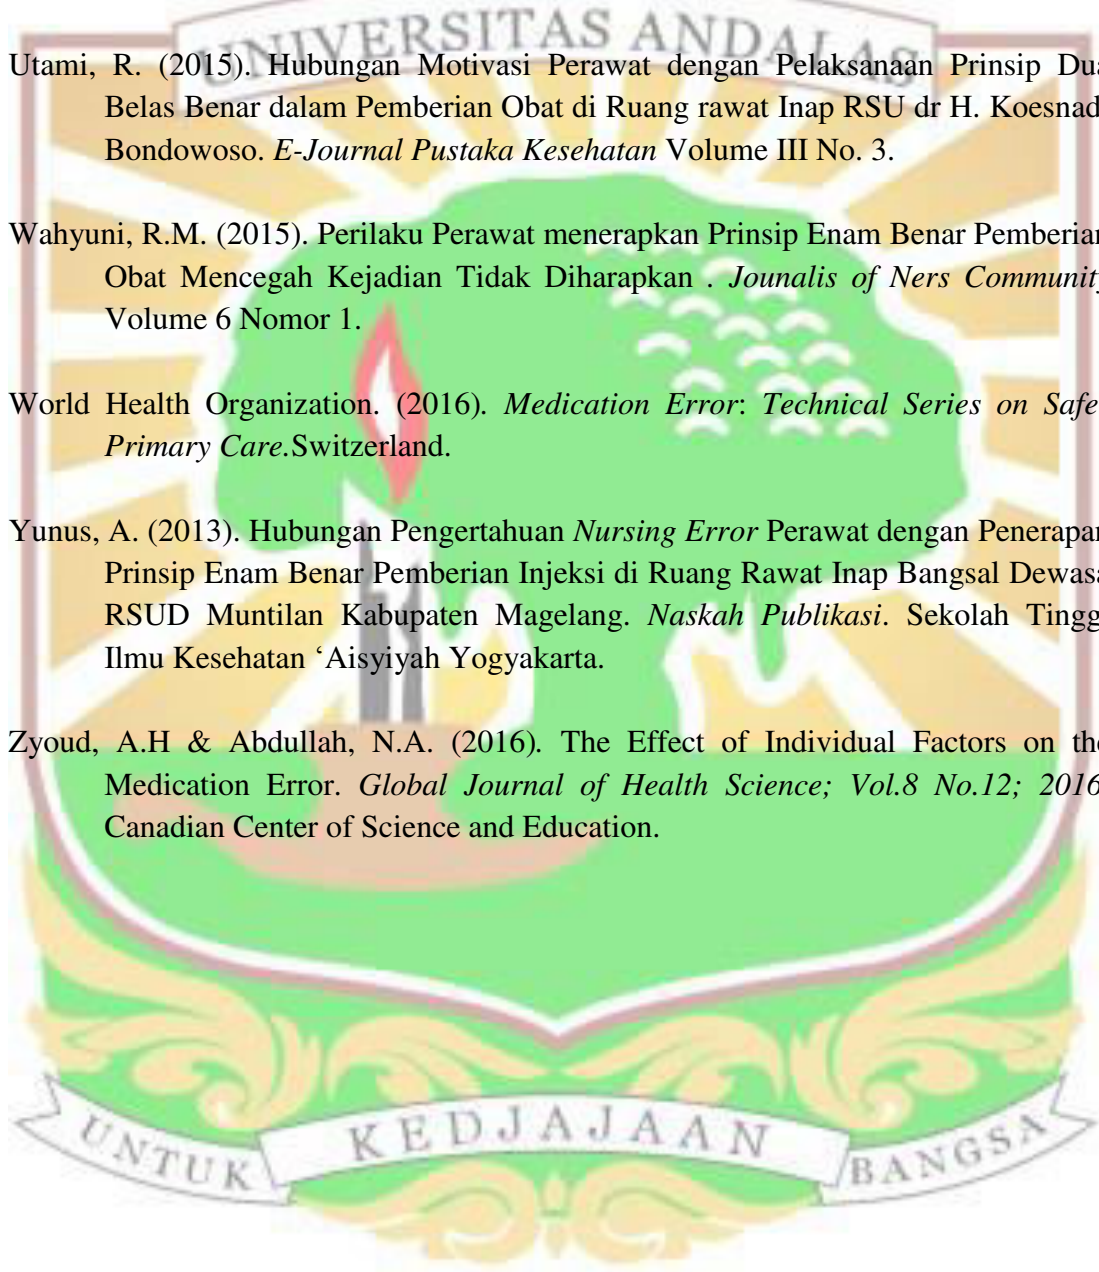 UNIVERSITAS ANDALAS
Utami, R. (2015). Hubungan Motivasi Perawat dengan Pelaksanaan Prinsip Dua
Belas Benar dalam Pemberian Obat di Ruang rawat Inap RSU dr H. Koesnad
Bondowoso. E-Journal Pustaka Kesehatan Volume III No. 3.
Wahyuni, R.M. (2015). Perilaku Perawat menerapkan Prinsip Enam Benar Pemberian
Obat Mencegah Kejadian Tidak Diharapkan . Jounalis of Ners Community
Volume 6 Nomor 1.
World Health Organization. (2016). Medication Error: Technical Series on Safe
Primary Care.Switzerland.
Yunus, A. (2013). Hubungan Pengertahuan Nursing Error Perawat dengan Penerapan
Prinsip Enam Benar Pemberian Injeksi di Ruang Rawat Inap Bangsal Dewasa
RSUD Muntilan Kabupaten Magelang. Naskah Publikasi. Sekolah Tingg
Ilmu Kesehatan ‘Aisyiyah Yogyakarta.
Zyoud, A.H & Abdullah, N.A. (2016). The Effect of Individual Factors on the
Medication Error. Global Journal of Health Science; Vol.8 No.12; 2016
Canadian Center of Science and Education.
UNTUK KEDJAJAAN BANGSA